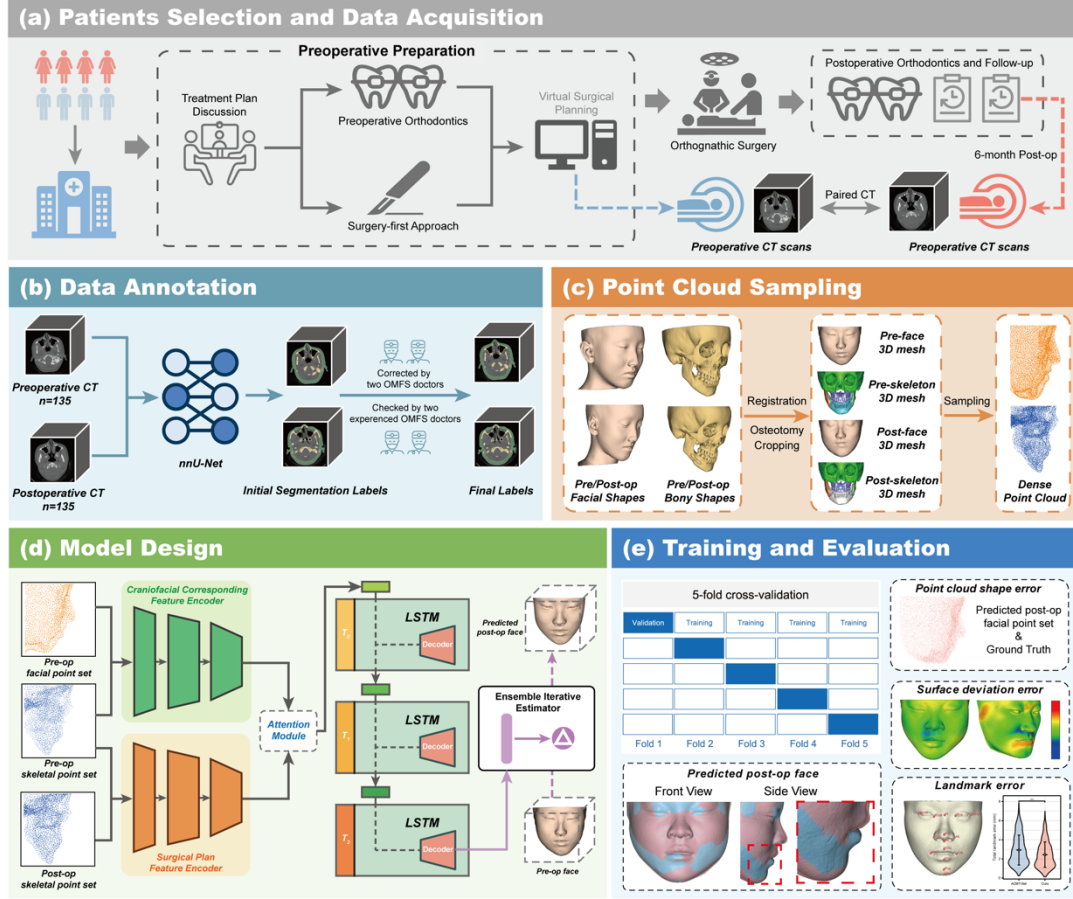 (a) Patients Selection and Data Acquisition
Preoperative Preparation
Treatment Plan
Discussion
Preoperative Orthodontics
Surgery-first Approach
Virtual Surgical
Planning
Orthognathic Surgery
Postoperative Orthodontics and Follow-up
6-month Post-op
Paired CT
Preoperative CT scans
Preoperative CT scans
(b) Data Annotation
Preoperative CT
n=135
Postoperative CT
n=135
nnU-Net
Corrected by
two OMFS doctors
Checked by two
experenced OMFS doctors
Initial Segmentation Labels
Final Labels
(c) Point Cloud Sampling
Pre/Post-op
Facial Shapes
Pre/Post-op
Bony Shapes
Registration
Osteotomy
Cropping
Pre-face
3D mesh
Pre-skeleton
3D mesh
Post-face
3D mesh
Post-skeleton
3D mesh
Sampling
Dense
Point Cloud
(d) Model Design
Pre-op
facial point set
Pre-op
skeletal point set
Post-op
skeletal point set
Craniofacial Corresponding
Feature Encoder
Surgical Plan
Feature Encoder
Attention
Module
LSTM
Decoder
LSTM
Decoder
LSTM
Decoder
Predicted
post-op face
Ensemble Iterative
Estimator
Pre-op face
(e) Training and Evaluation
5-fold cross-validation
Validation Training Training Training Training
Fold 1 Fold 2 Fold 3 Fold 4 Fold 5
Predicted post-op face
Front View Side View
Point cloud shape error
Predicted post-op
facial point set
&
Ground Truth
Surface deviation error
Landmark error